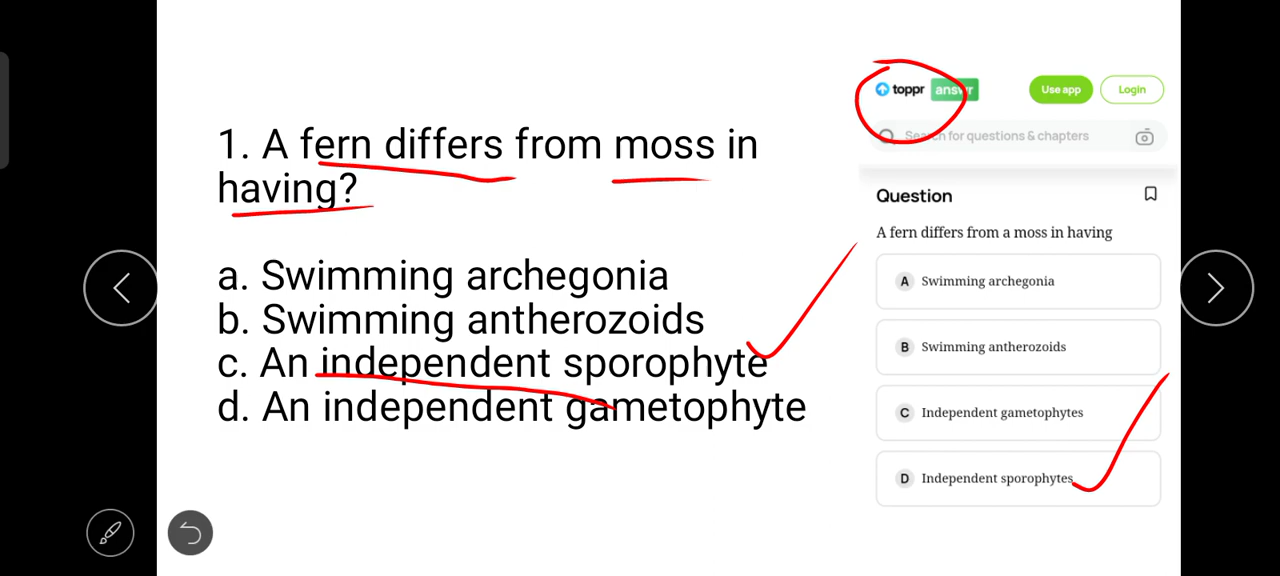 1. A fern differs from moss in
having?
a. Swimming archegonia
b. Swimming antherozoids
c. An independent sporophyte
d. An independent gametophyte
toppr answr
Use app
Login
Search for questions & chapters
Question
A fern differs from a moss in having
A Swimming archegonia
B Swimming antherozoids
C Independent gametophytes
D Independent sporophytes